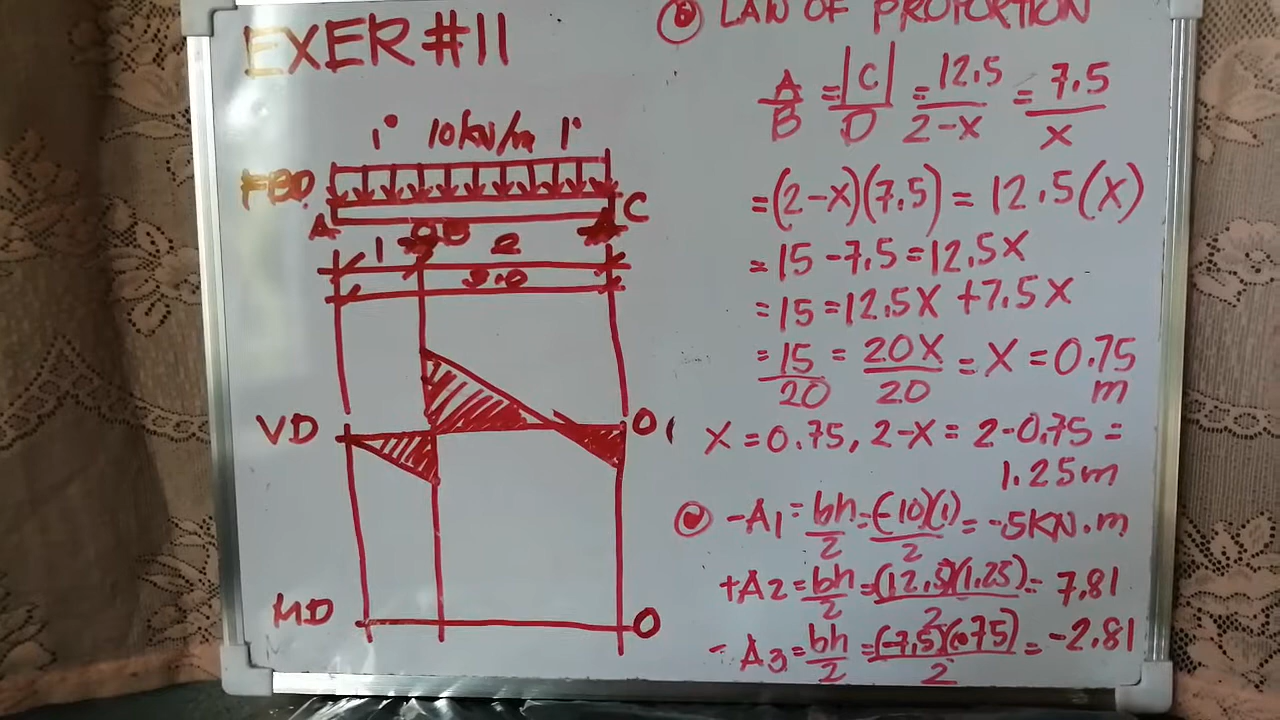 EXER #11
1° 10kN/m 1°
FBD
A C
1 2
3.0
VD 0
MD 0
LAW OF PROPORTION
A/B = |C|/D = 12.5/2-x = 7.5/x
=(2-x)(7.5) = 12.5(x)
=15-7.5=12.5x
=15=12.5x+7.5x
=15/20=20x/20=x=0.75
m
x=0.75, 2-x=2-0.75=
1.25m
-A1=bh/2=(-10)(1)/2=-5KN.m
+A2=bh/2=(12.5)(1.25)/2=7.81
-A3=bh/2=(-7.5)(0.75)/2=-2.81